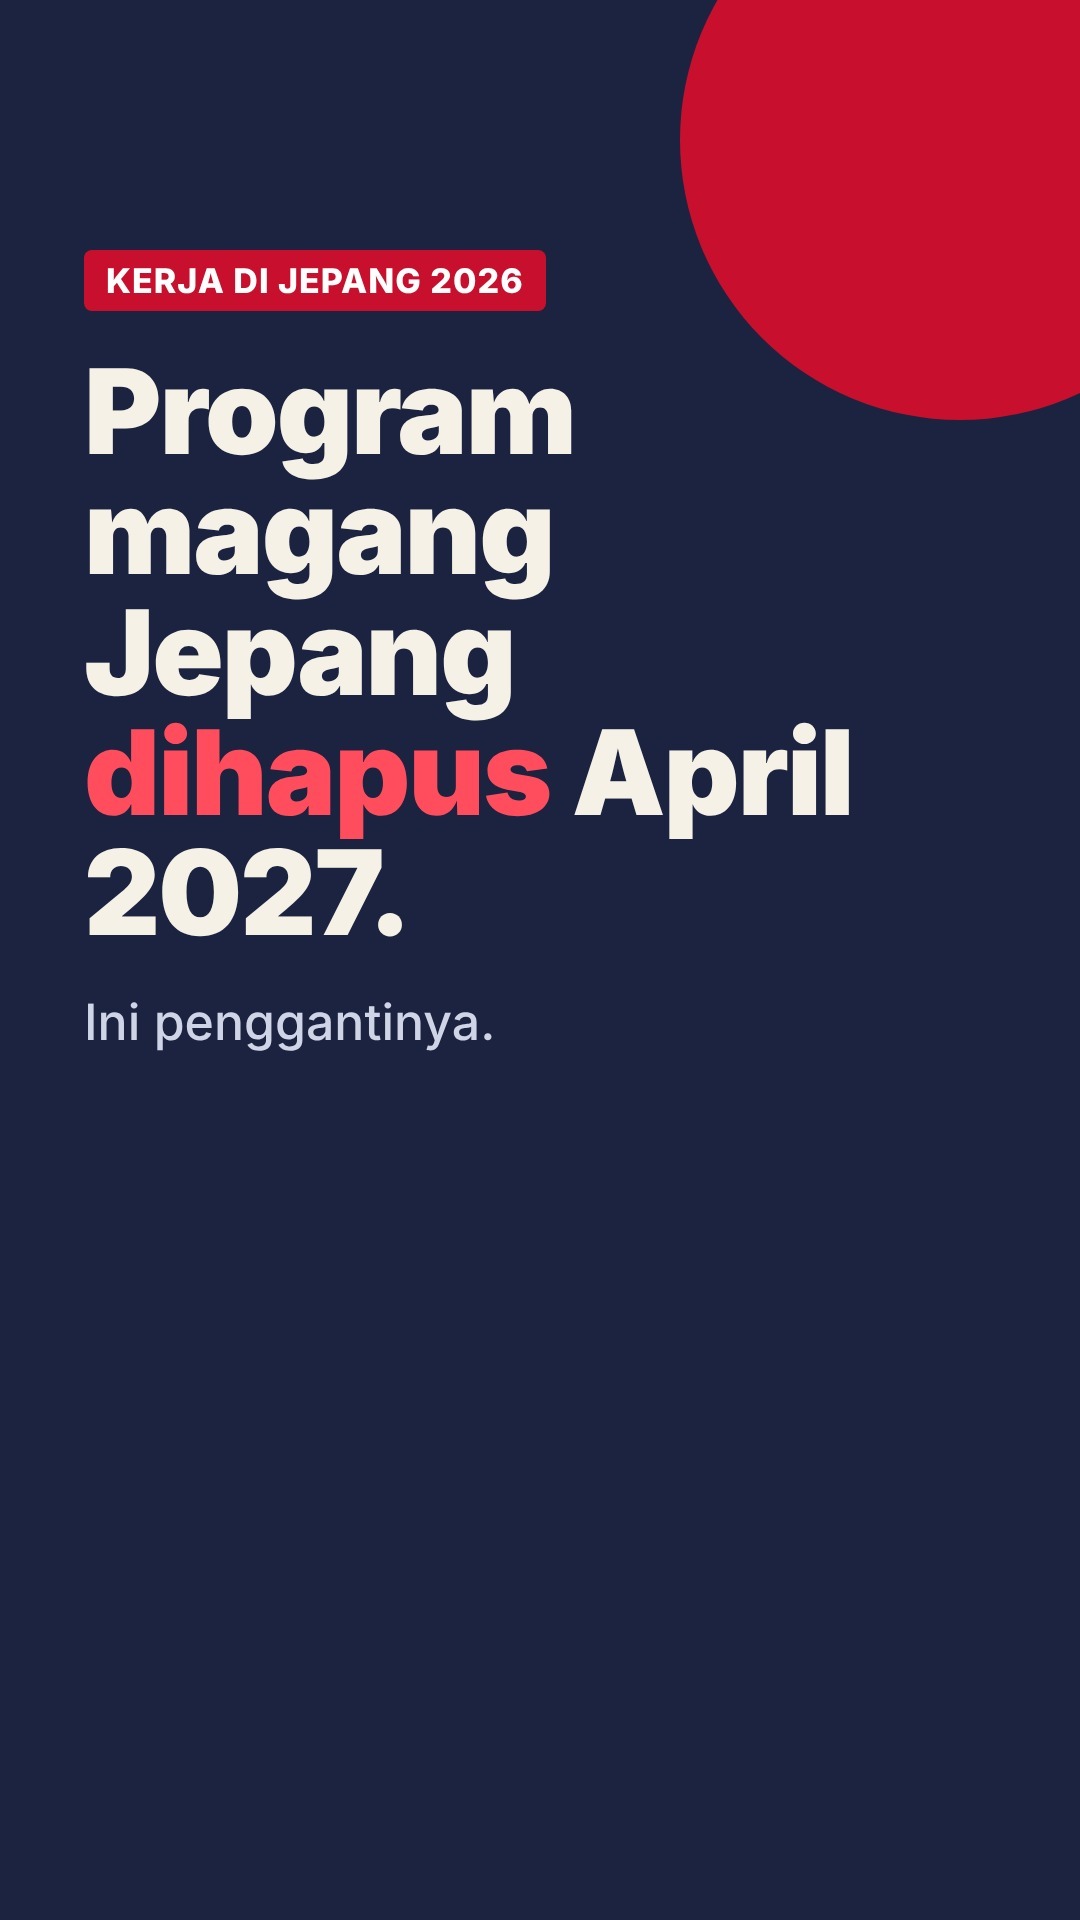 KERJA DI JEPANG 2026
Program
magang
Jepang
dihapus April
2027.
Ini penggantinya.